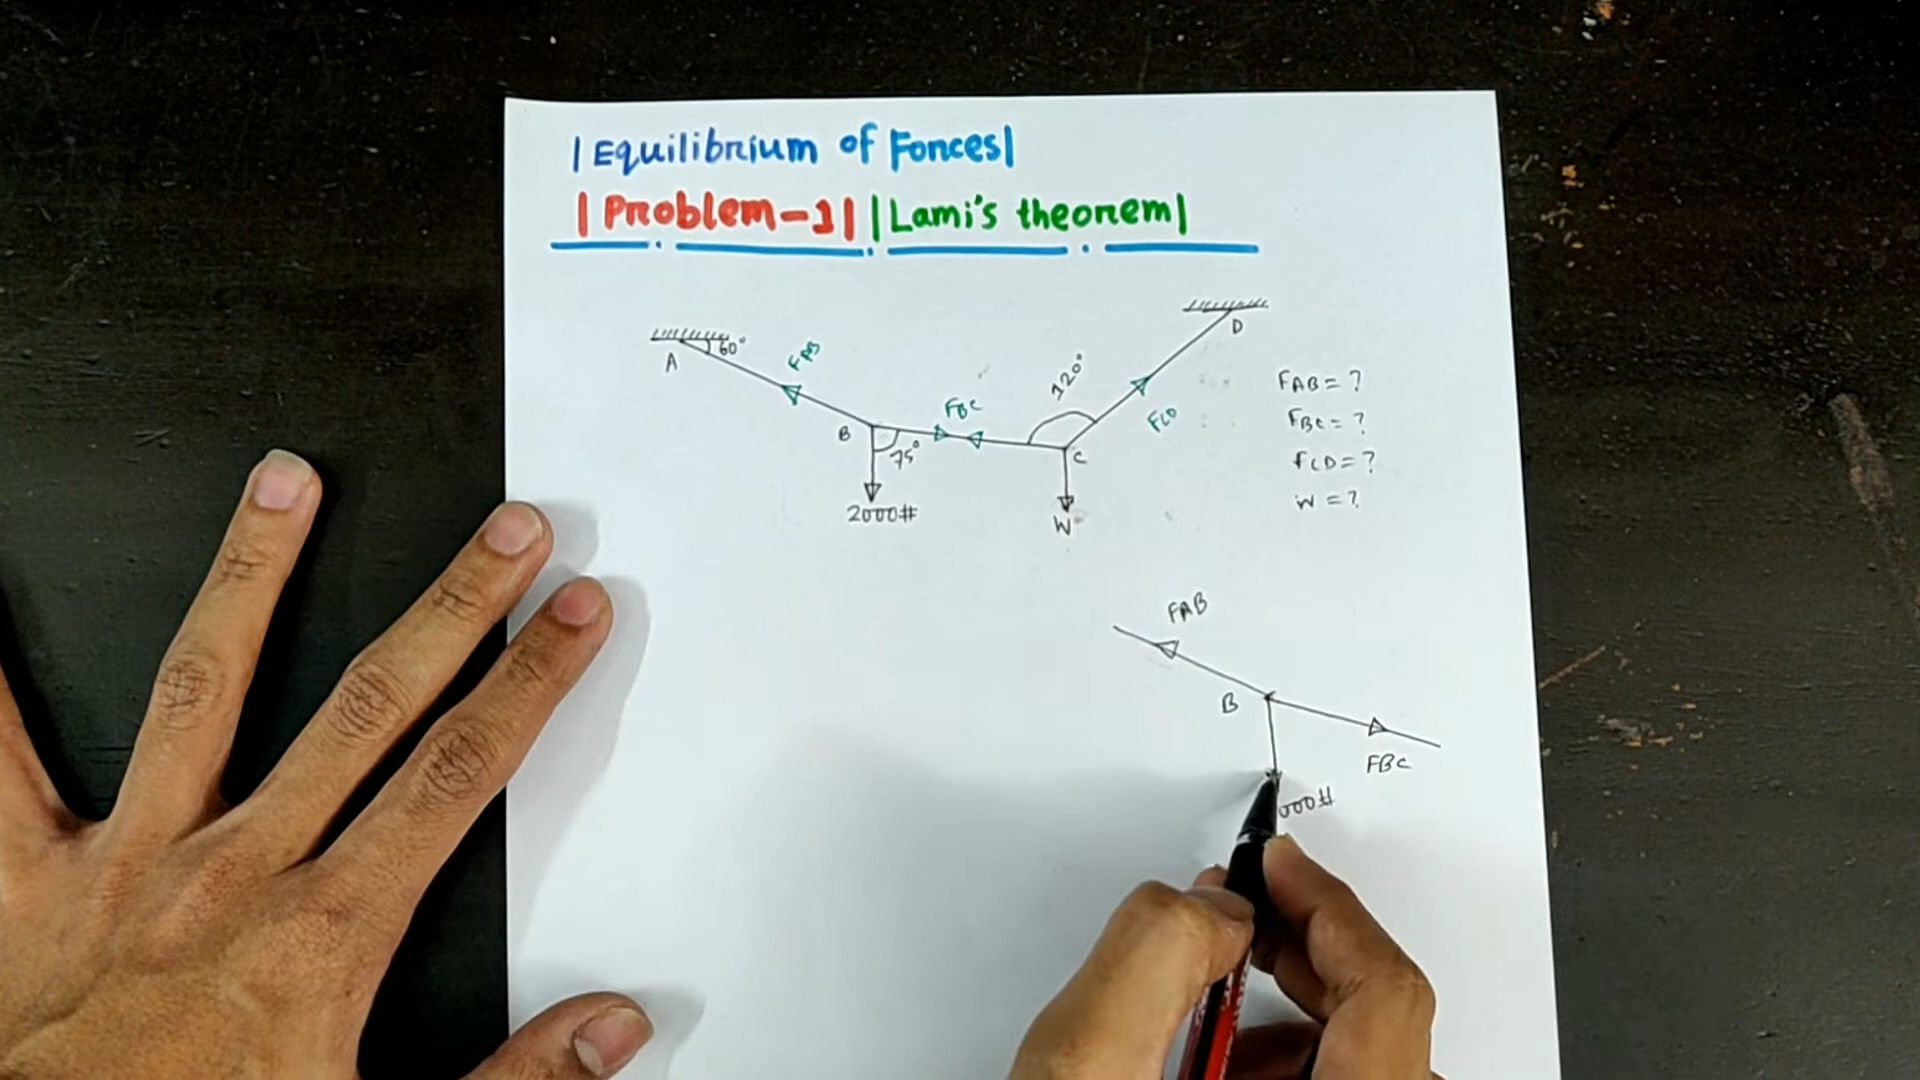 |Equilibrium of Forces|
|Problem-1| |Lami's theorem|
D
A
60°
FAB
120°
FAB = ?
FBC
FCD
FBC = ?
B
75°
C
FCD = ?
2000#
W
W = ?
FAB
B
FBC
000#